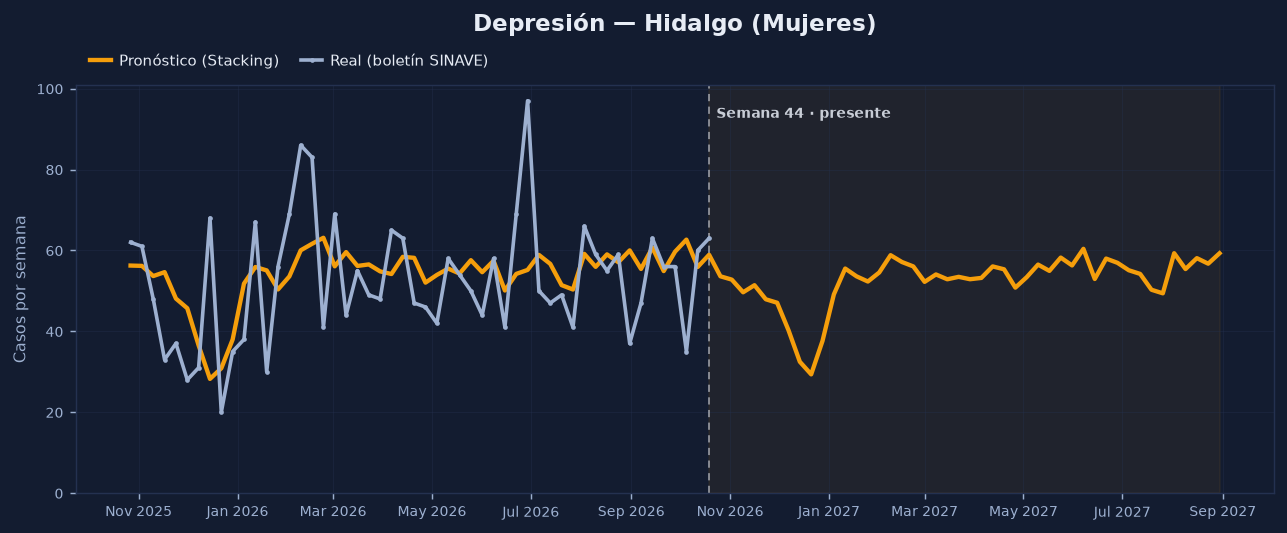 Depresión — Hidalgo (Mujeres)
Pronóstico (Stacking)
Real (boletín SINAVE)
Semana 44 · presente
Casos por semana
100
80
60
40
20
0
Nov 2025
Jan 2026
Mar 2026
May 2026
Jul 2026
Sep 2026
Nov 2026
Jan 2027
Mar 2027
May 2027
Jul 2027
Sep 2027